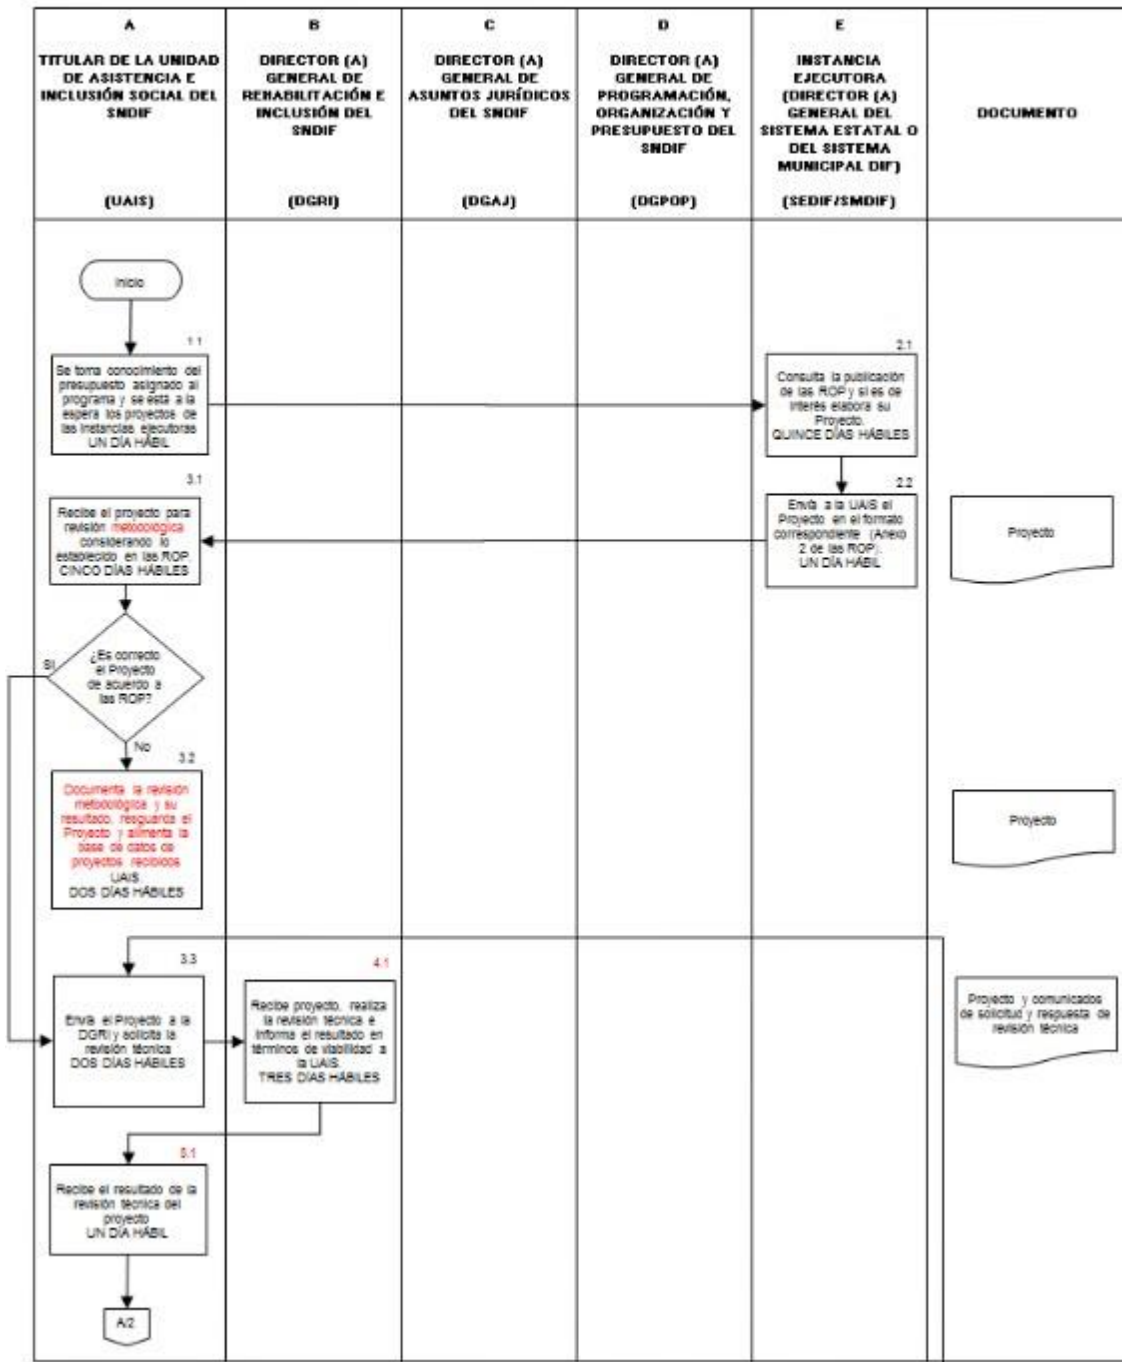 A
TITULAR DE LA UNIDAD
DE ASISTENCIA E
INCLUSIÓN SOCIAL DEL
SNDIF
(UAIS)
B
DIRECTOR (A)
GENERAL DE
REHABILITACIÓN E
INCLUSIÓN DEL
SNDIF
(DGRI)
C
DIRECTOR (A)
GENERAL DE
ASUNTOS JURÍDICOS
DEL SNDIF
(DGAJ)
D
DIRECTOR (A)
GENERAL DE
PROGRAMACIÓN,
ORGANIZACIÓN Y
PRESUPUESTO DEL
SNDIF
(DGPOP)
E
INSTANCIA
EJECUTORA
(DIRECTOR (A)
GENERAL DEL
SISTEMA ESTATAL O
DEL SISTEMA
MUNICIPAL DIF)
(SEDIF/SMDIF)
DOCUMENTO
Inicio
1.1
Se toma conocimiento del
presupuesto asignado al
programa y se está a la
espera los proyectos de
las instancias ejecutoras
UN DÍA HÁBIL
2.1
Consulta la publicación
de las ROP y si es de
interés elabora su
Proyecto.
QUINCE DÍAS HÁBILES
3.1
Recibe el proyecto para
revisión metodológica
considerando lo
establecido en las ROP.
CINCO DÍAS HÁBILES
2.2
Envía a la UAIS el
Proyecto en el formato
correspondiente (Anexo
2 de las ROP).
UN DÍA HÁBIL
Proyecto
¿Es correcto
el Proyecto
de acuerdo a
las ROP?
Si
No
3.2
Documenta la revisión
metodológica y su
resultado, resguarda el
Proyecto y alimenta la
base de datos de
proyectos recibidos
UAIS
DOS DÍAS HÁBILES
Proyecto
3.3
Envía el Proyecto a la
DGRI y solicita la
revisión técnica
DOS DÍAS HÁBILES
4.1
Recibe proyecto, realiza
la revisión técnica e
informa el resultado en
términos de viabilidad a
la UAIS.
TRES DÍAS HÁBILES
Proyecto y comunicados
de solicitud y respuesta de
revisión técnica
5.1
Recibe el resultado de la
revisión técnica del
proyecto
UN DÍA HÁBIL
A/2